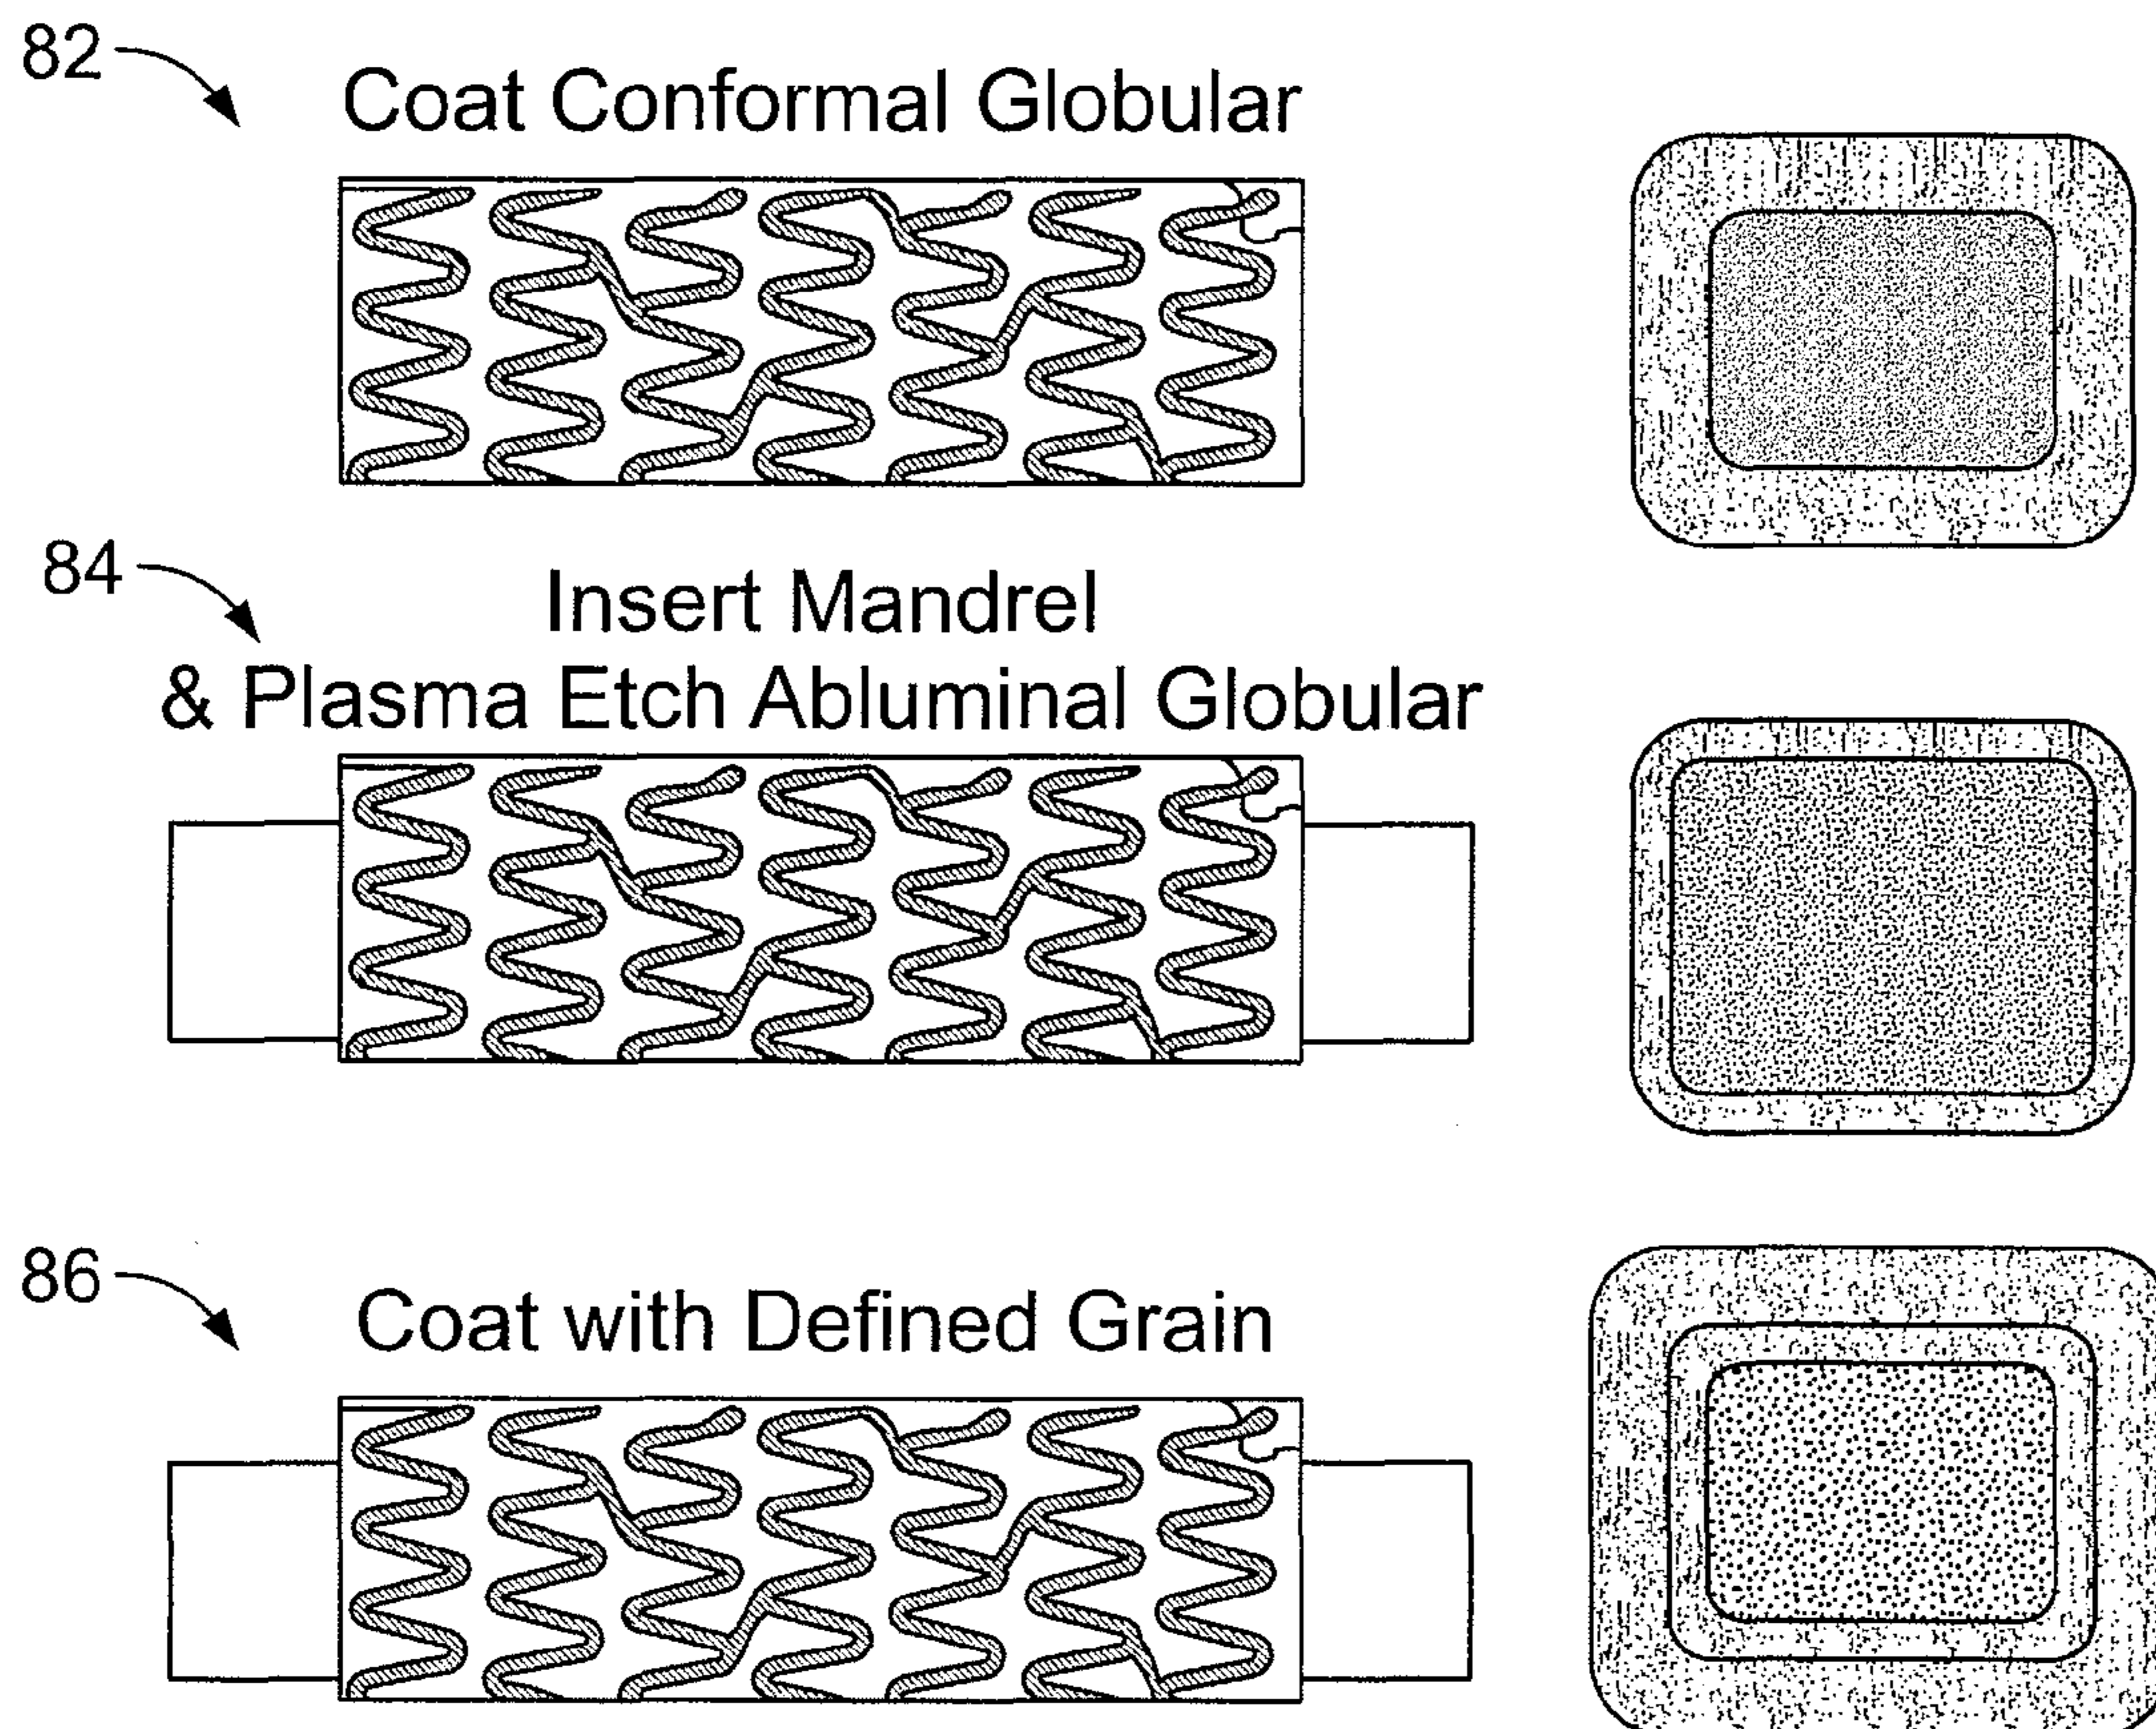 82
Coat Conformal Globular
84
Insert Mandrel
& Plasma Etch Abluminal Globular
86
Coat with Defined Grain